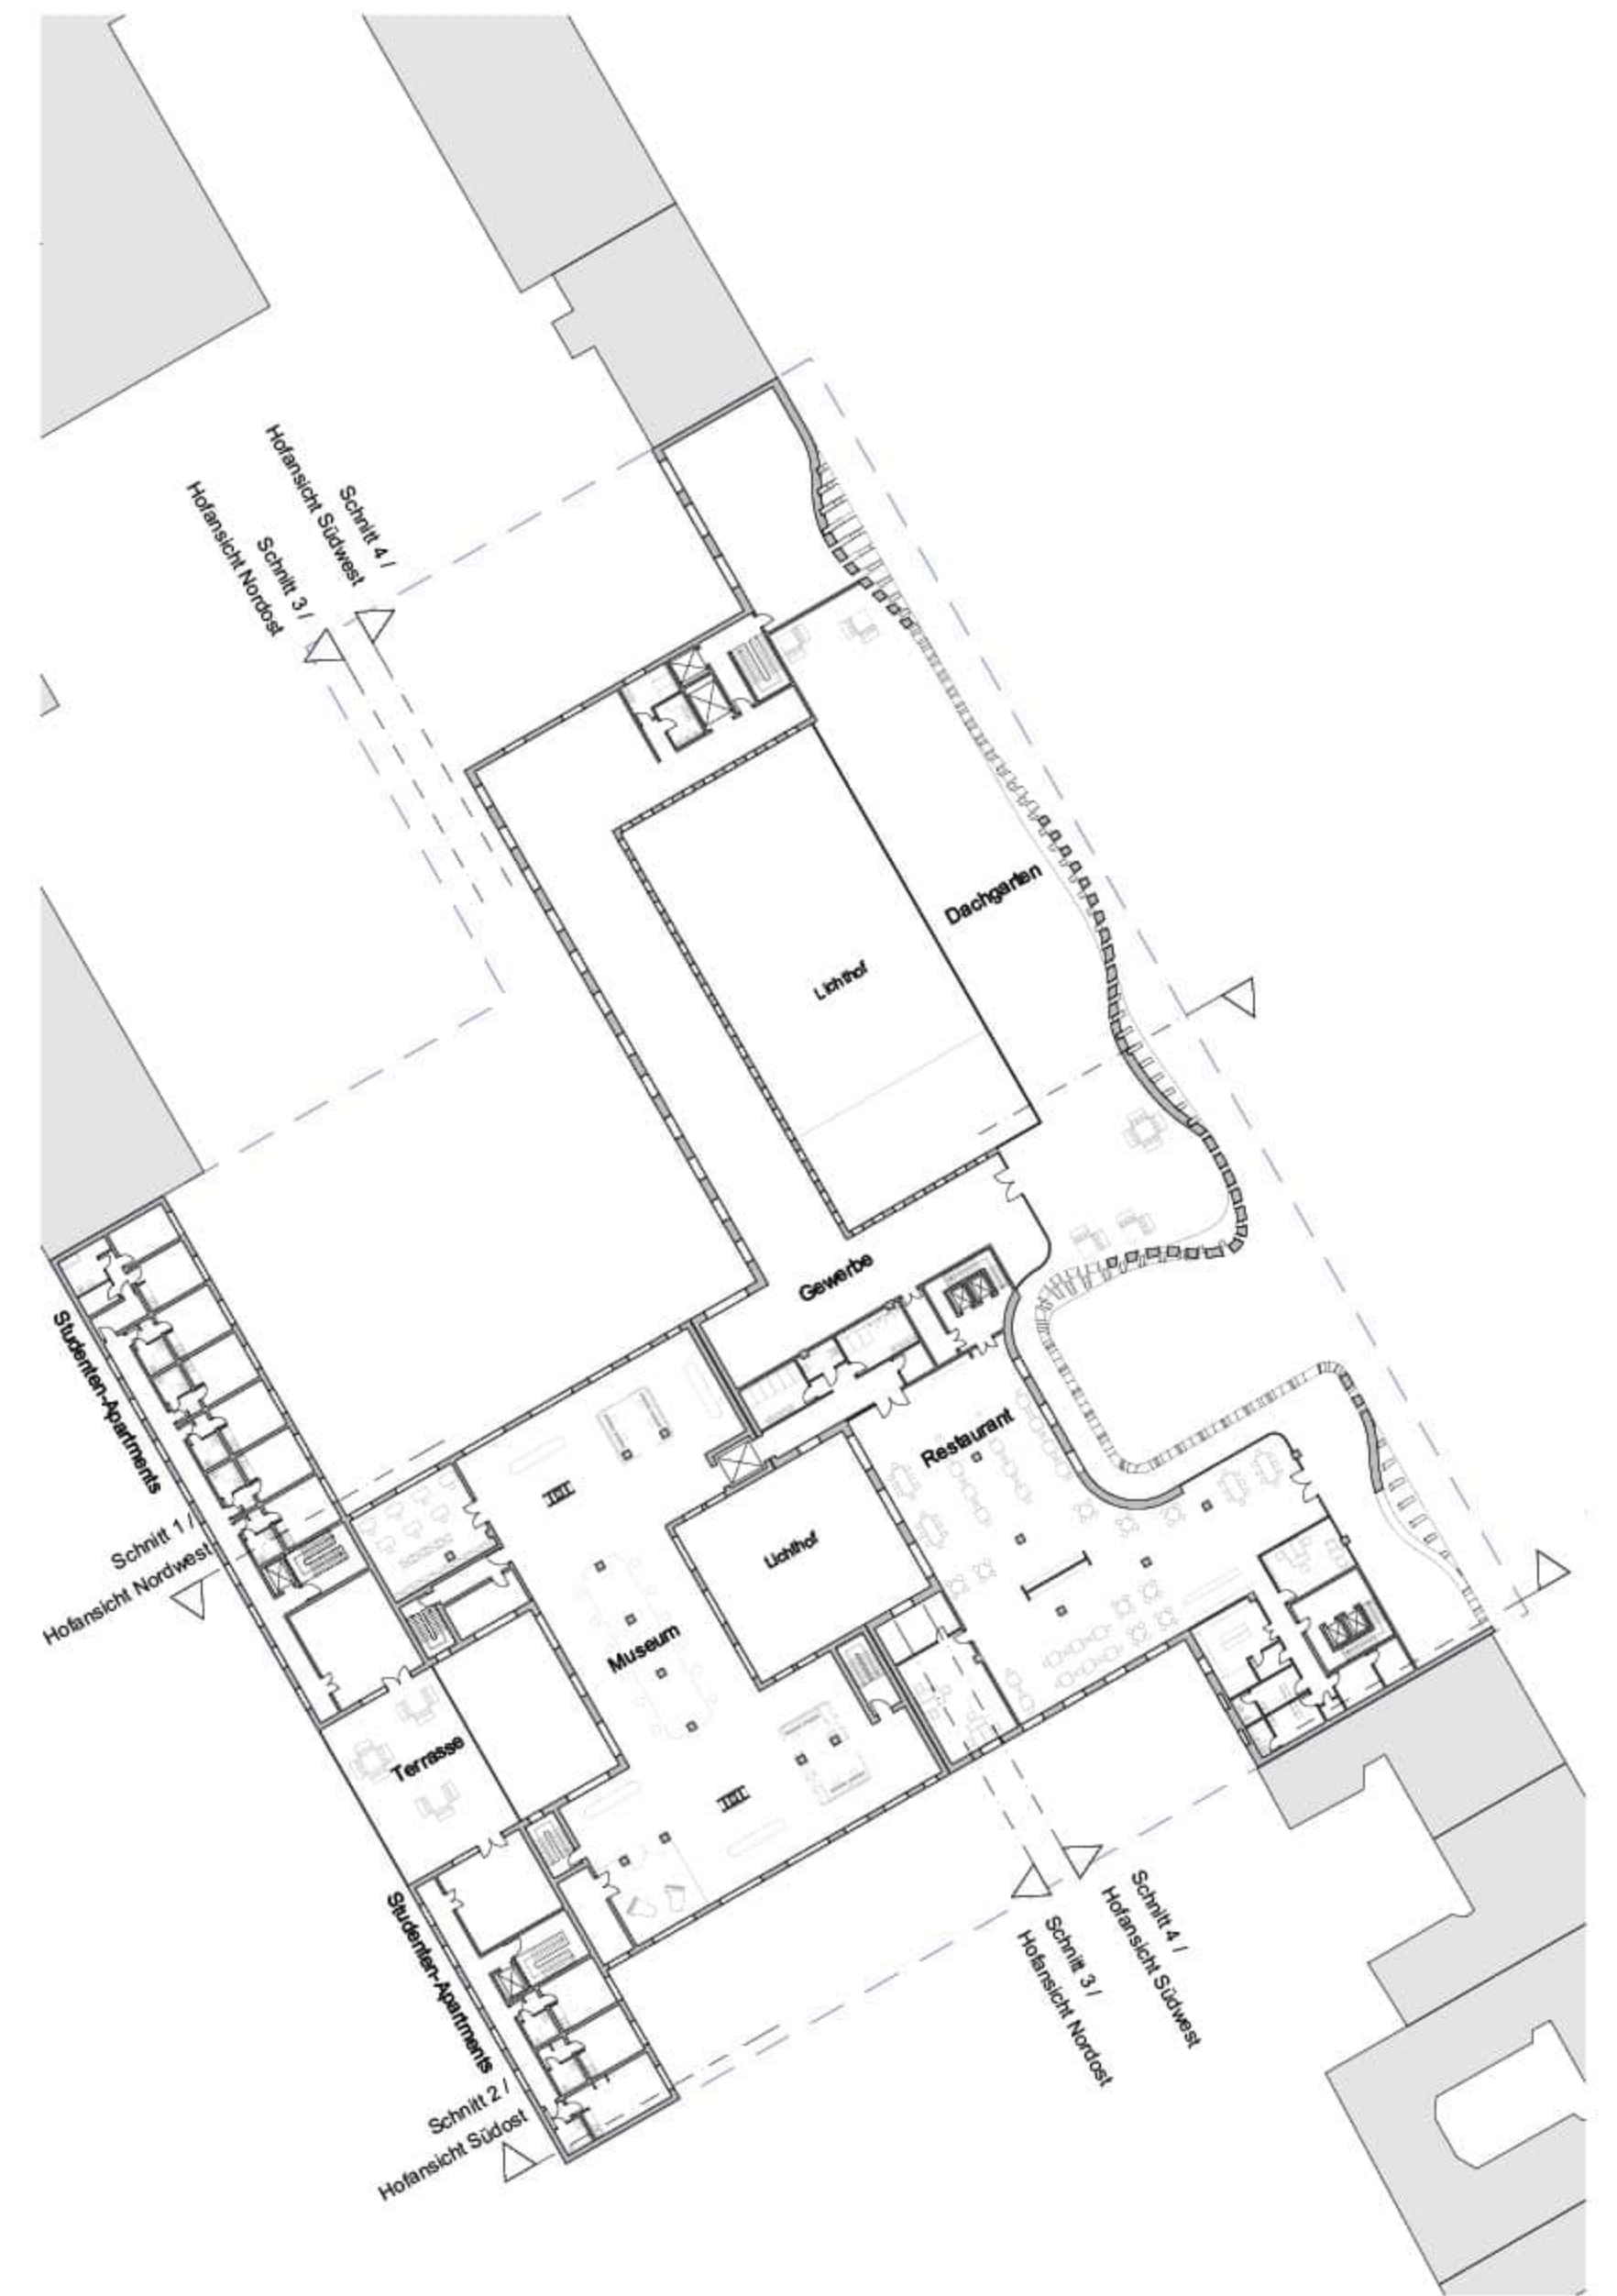 Schnitt 4 /
Hofansicht Südwest
Schnitt 3 /
Hofansicht Nordost
Dachgarten
Lichthof
Gewerbe
Studenten-Apartments
Restaurant
Schnitt 1 /
Hofansicht Nordwest
Lichthof
Museum
Terrasse
Studenten-Apartments
Schnitt 4 /
Hofansicht Südwest
Schnitt 3 /
Hofansicht Nordost
Schnitt 2 /
Hofansicht Südost